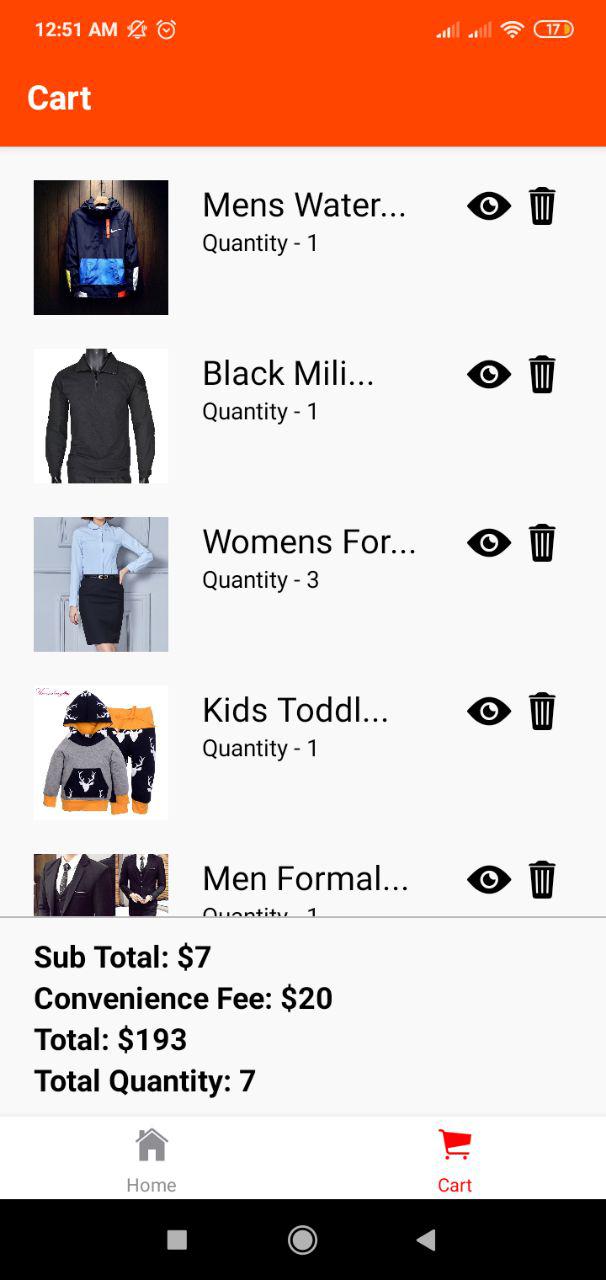 12:51 AM
17
Cart
Mens Water...
Quantity - 1
Black Mili...
Quantity - 1
Womens For...
Quantity - 3
Kids Toddl...
Quantity - 1
Men Formal...
Quantity - 1
Sub Total: $7
Convenience Fee: $20
Total: $193
Total Quantity: 7
Home
Cart